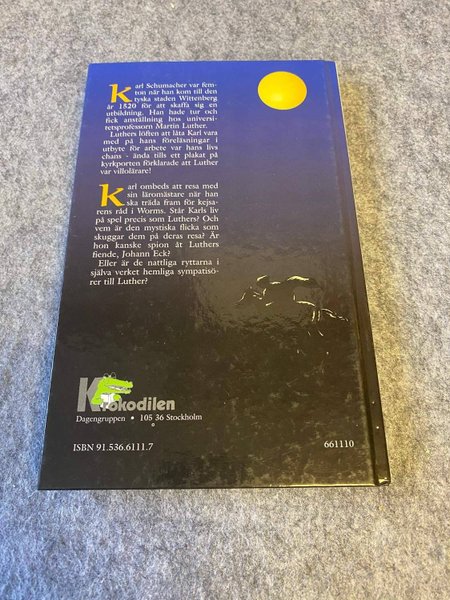 Karl Schumacher var fem-
ton när han kom till den
tyska staden Wittenberg
år 1520 för att skaffa sig en
utbildning. Han hade tur och
fick anställning hos universi-
tetsprofessorn Martin Luther.
Luthers löften att låta Karl vara
med på hans föreläsningar i
utbyte för arbete var hans livs
chans - ända tills ett plakat på
kyrkporten förklarade att Luther
var villolärare!
Karl ombeds att resa med
sin läromästare när han
ska träda fram för kejsa-
rens råd i Worms. Står Karls liv
på spel precis som Luthers? Och
vem är den mystiska flicka som
skuggar dem på deras resa? Är
hon kanske spion åt Luthers
fiende, Johann Eck?
Eller är de nattliga ryttarna i
själva verket hemliga sympatisö-
rer till Luther?
Krokodilen
Dagengruppen • 105 36 Stockholm
ISBN 91.536.6111.7
661110